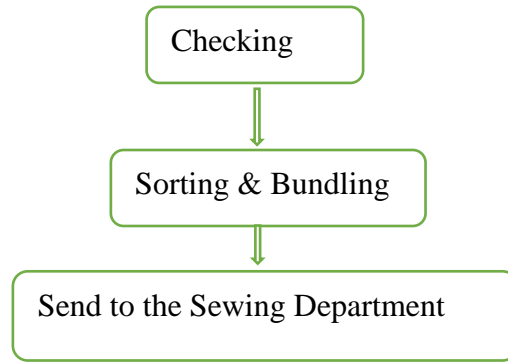 Checking
Sorting & Bundling
Send to the Sewing Department